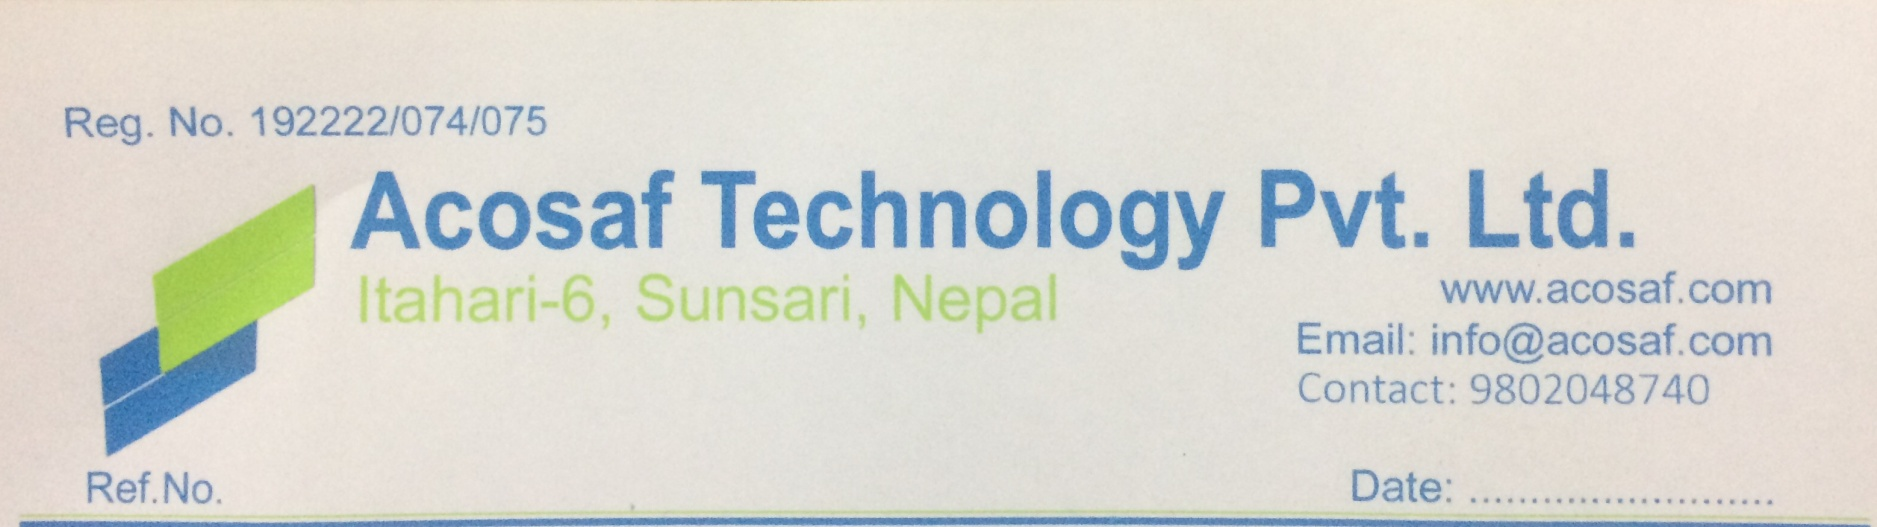 Reg. No. 192222/074/075
Acosaf Technology Pvt. Ltd.
Itahari-6, Sunsari, Nepal
www.acosaf.com
Email: info@acosaf.com
Contact: 9802048740
Ref.No.
Date: ..........................